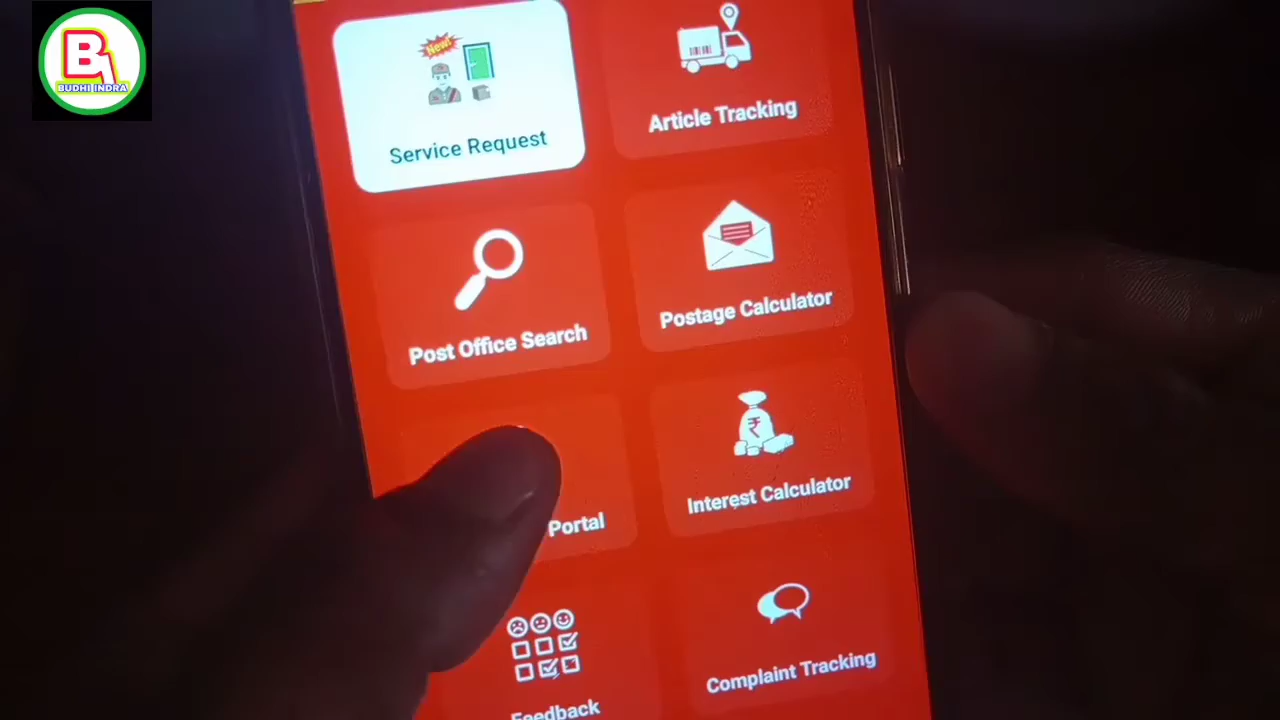 B
BUDHI INDRA
New!
Service Request
Article Tracking
Post Office Search
Postage Calculator
Portal
Interest Calculator
Feedback
Complaint Tracking